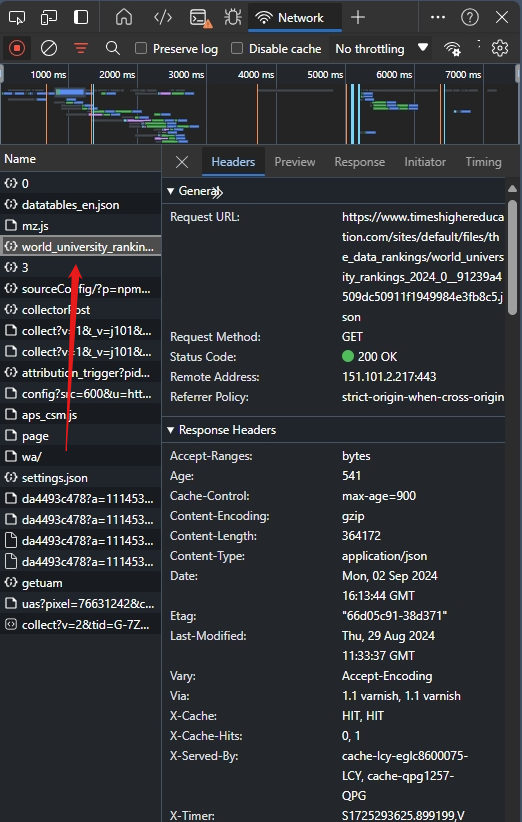 Network
Preserve log
Disable cache
No throttling
1000 ms
2000 ms
3000 ms
4000 ms
5000 ms
6000 ms
7000 ms
Name
Headers
Preview
Response
Initiator
Timing
0
datatables_en.json
mz.js
world_university_rankin...
3
sourceConfig/?p=npm...
collectorPost
collect?v=1&_v=j101&...
collect?v=1&_v=j101&...
attribution_trigger?pid...
config?src=600&u=htt...
aps_csm.js
page
wa/
settings.json
da4493c478?a=111453...
da4493c478?a=111453...
da4493c478?a=111453...
da4493c478?a=111453...
getuam
uas?pixel=76631242&c...
collect?v=2&tid=G-7Z...
General
Request URL:
https://www.timeshighereduca
tion.com/sites/default/files/th
e_data_rankings/world_univers
ity_rankings_2024_0__91239a4
509dc50911f1949984e3fb8c5.j
son
Request Method:
GET
Status Code:
200 OK
Remote Address:
151.101.2.217:443
Referrer Policy:
strict-origin-when-cross-origin
Response Headers
Accept-Ranges:
bytes
Age:
541
Cache-Control:
max-age=900
Content-Encoding:
gzip
Content-Length:
364172
Content-Type:
application/json
Date:
Mon, 02 Sep 2024
16:13:44 GMT
Etag:
"66d05c91-38d371"
Last-Modified:
Thu, 29 Aug 2024
11:33:37 GMT
Vary:
Accept-Encoding
Via:
1.1 varnish, 1.1 varnish
X-Cache:
HIT, HIT
X-Cache-Hits:
0, 1
X-Served-By:
cache-lcy-eglc8600075-
LCY, cache-qpg1257-
QPG
X-Timer:
S1725293625.899199,V